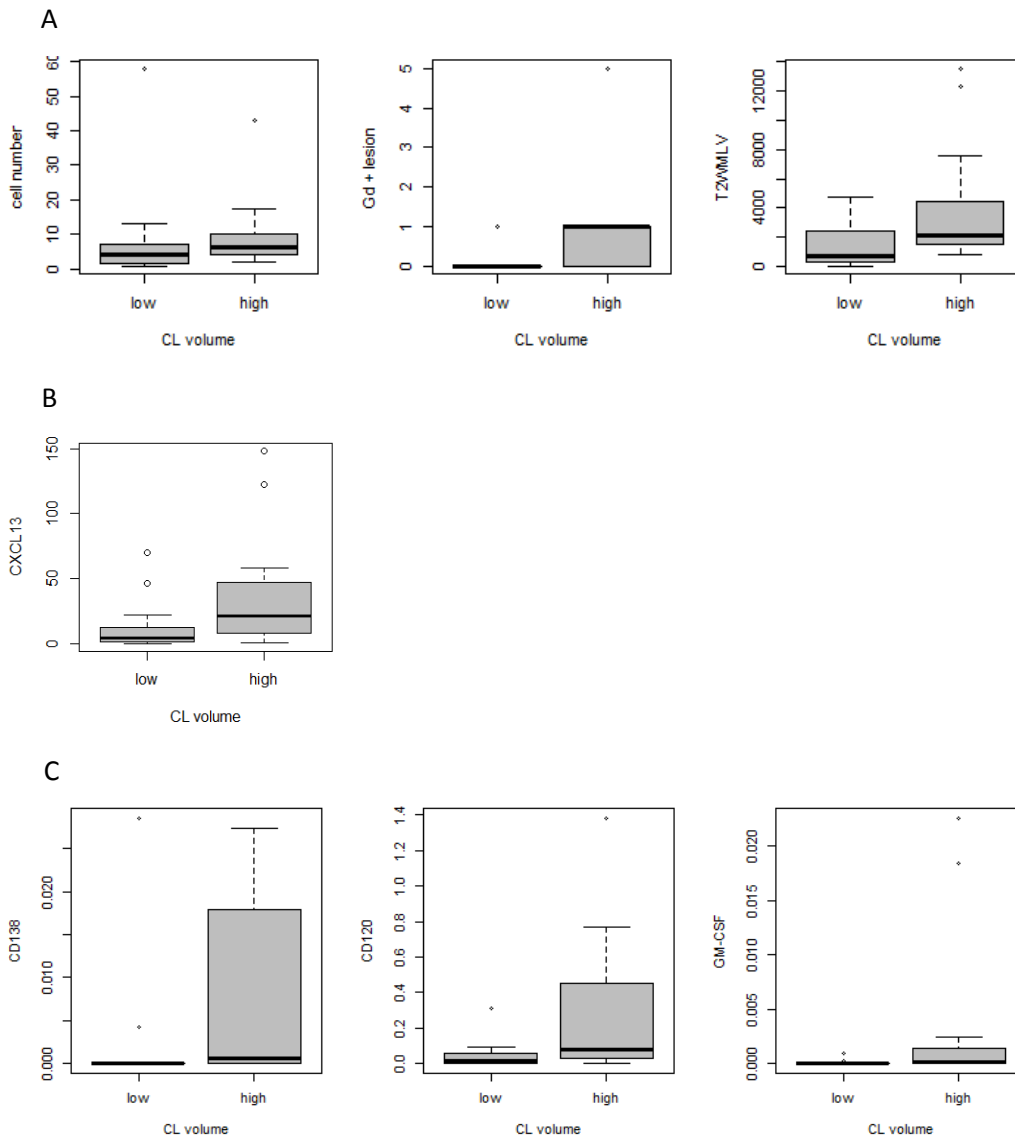 A
cell number
0
10
20
30
40
50
60
low
high
CL volume
Gd + lesion
0
1
2
3
4
5
low
high
CL volume
T2WMLV
0
4000
8000
12000
low
high
CL volume
B
CXCL13
0
50
100
150
low
high
CL volume
C
CD138
0.000
0.010
0.020
low
high
CL volume
CD120
0.0
0.2
0.4
0.6
0.8
1.0
1.2
1.4
low
high
CL volume
GM-CSF
0.000
0.005
0.010
0.015
0.020
low
high
CL volume